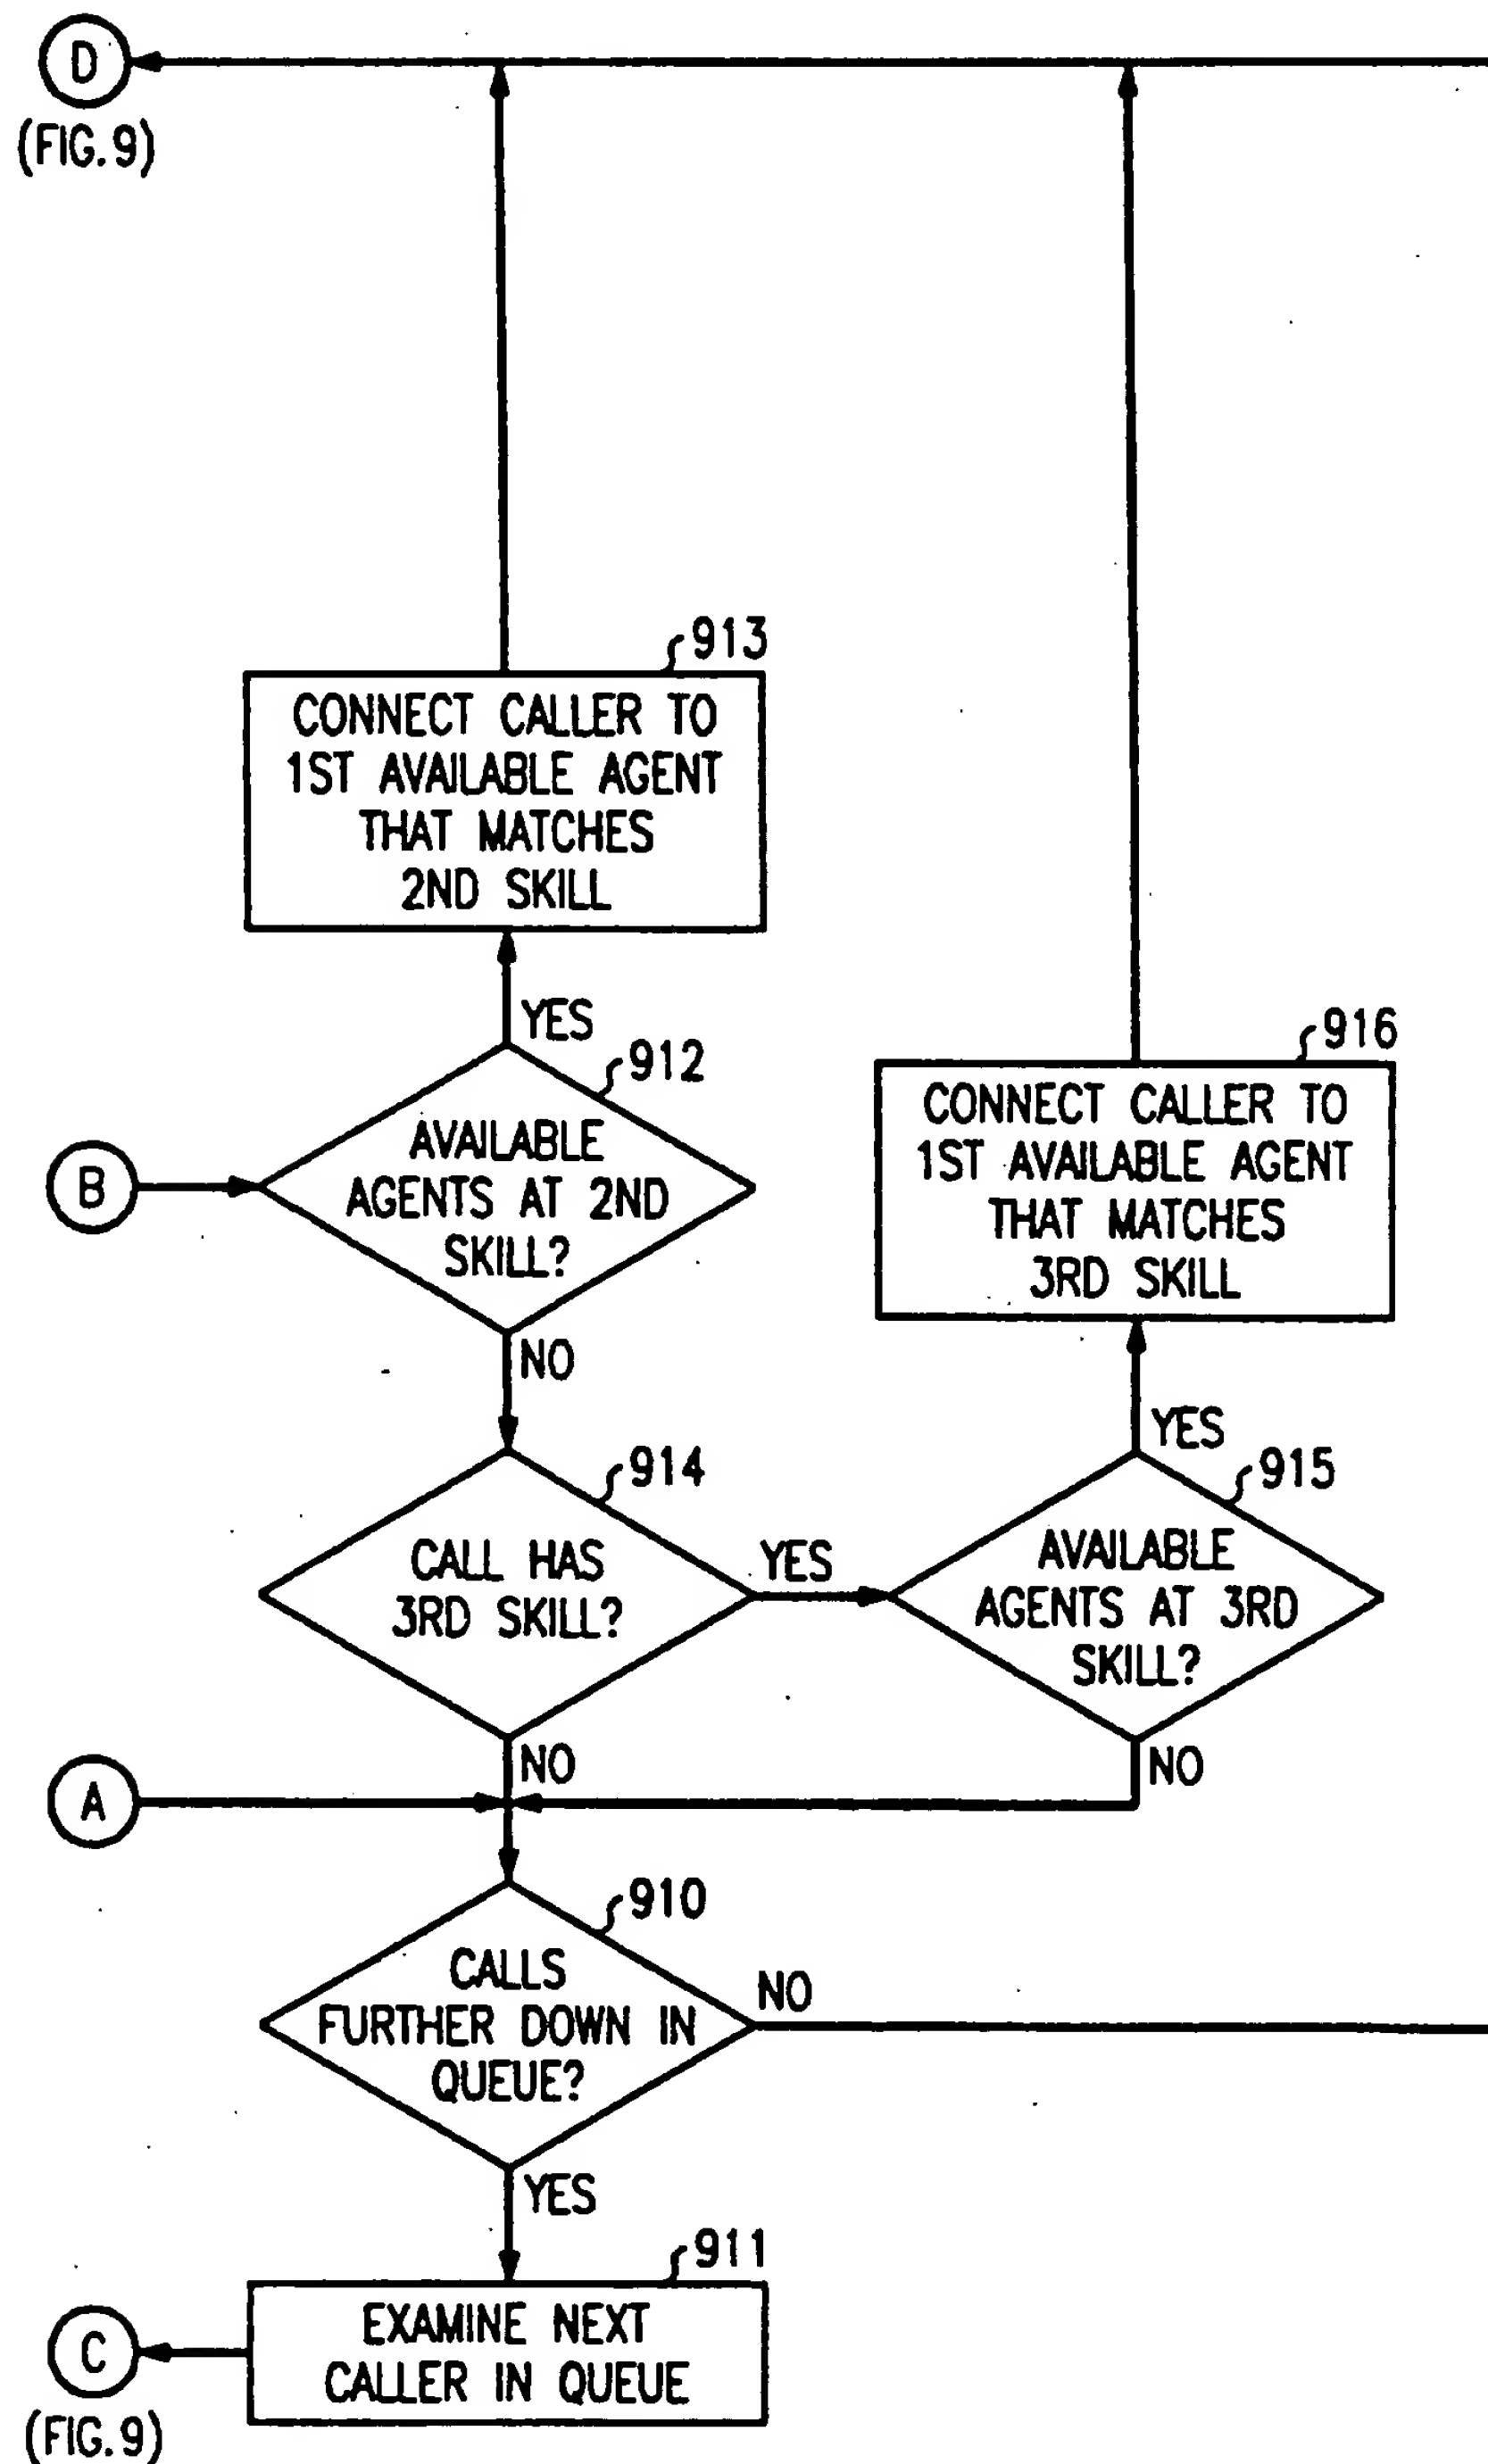 D
(FIG. 9)
913
CONNECT CALLER TO
1ST AVAILABLE AGENT
THAT MATCHES
2ND SKILL
YES
912
AVAILABLE
AGENTS AT 2ND
SKILL?
B
916
CONNECT CALLER TO
1ST AVAILABLE AGENT
THAT MATCHES
3RD SKILL
NO
YES
914
CALL HAS
3RD SKILL?
YES
915
AVAILABLE
AGENTS AT 3RD
SKILL?
NO
NO
A
910
CALLS
FURTHER DOWN IN
QUEUE?
NO
YES
911
EXAMINE NEXT
CALLER IN QUEUE
C
(FIG. 9)